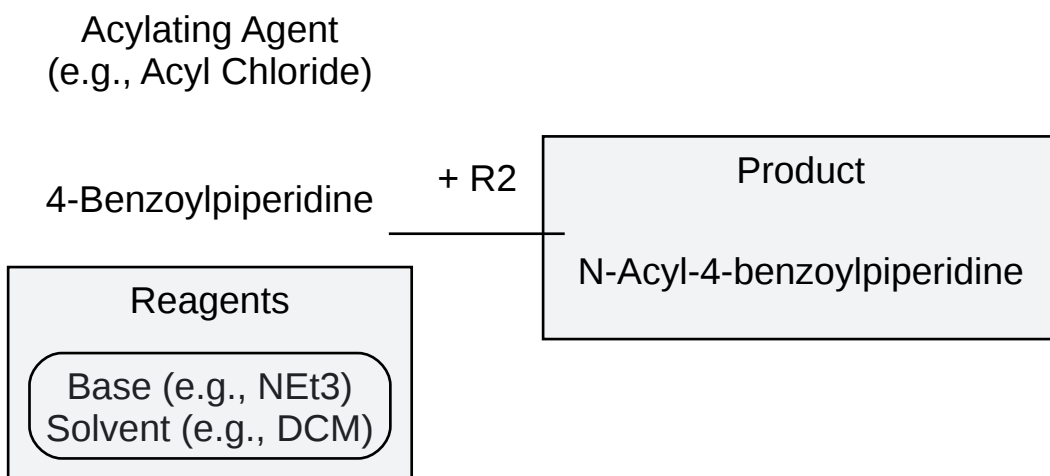 Acylating Agent
(e.g., Acyl Chloride)
4-Benzoylpiperidine
+ R2
Product
N-Acyl-4-benzoylpiperidine
Reagents
Base (e.g., NEt3)
Solvent (e.g., DCM)